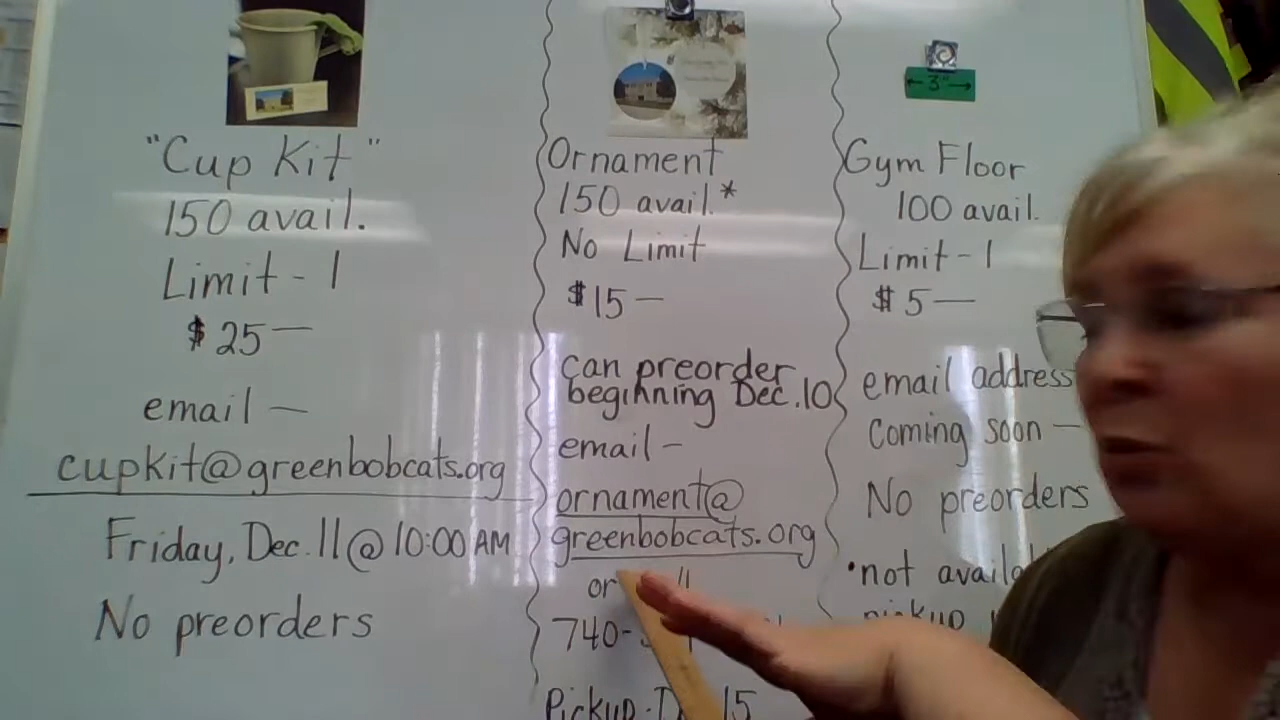 "Cup Kit"
150 avail.
Limit - 1
$25—
email —
cupkit@greenbobcats.org
Friday, Dec. 11 @ 10:00 AM
No preorders
Ornament
150 avail.*
No Limit
$15—
can preorder
beginning Dec. 10
email —
ornament@
greenbobcats.org
or
740-
Pickup - 15
← 3" →
Gym Floor
100 avail.
Limit - 1
$5—
email address
coming soon —
No preorders
•not
pickup